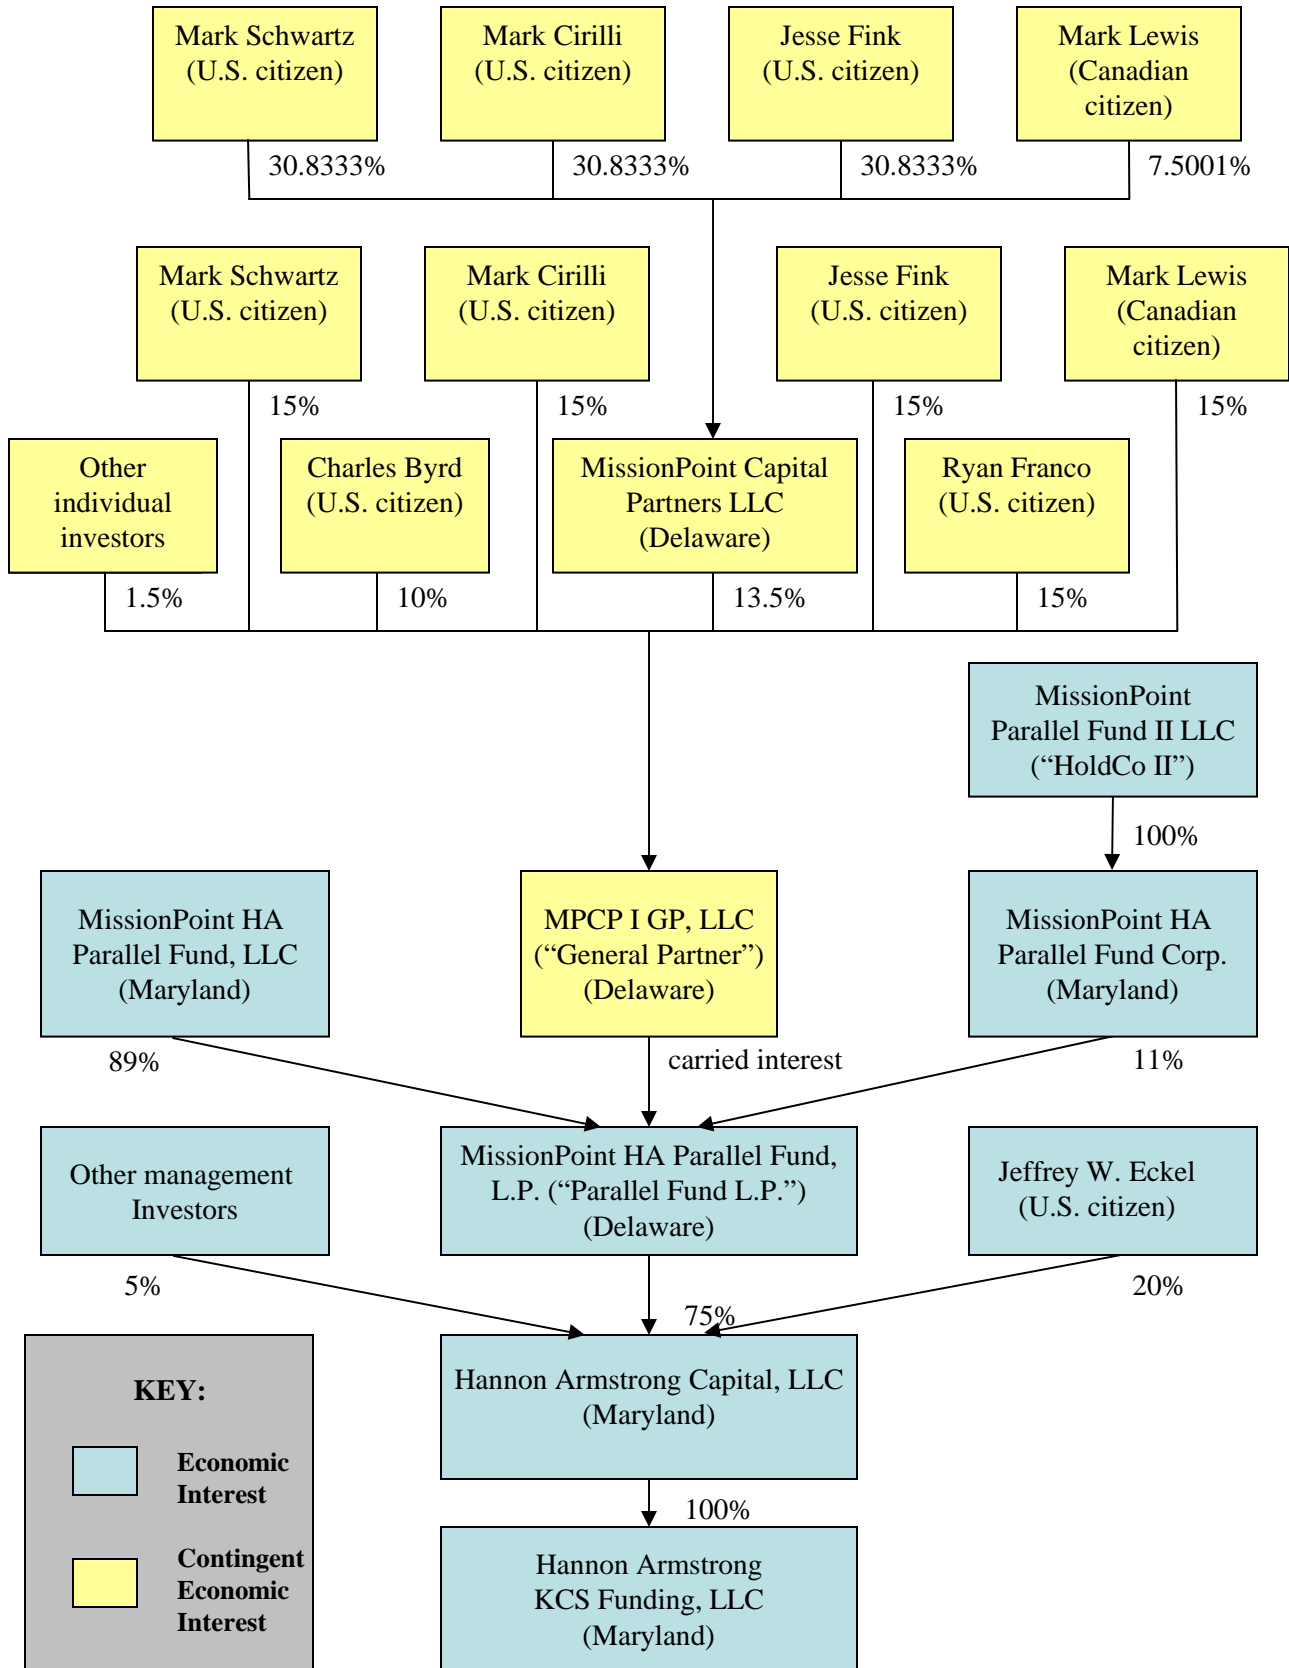 Mark Schwartz
(U.S. citizen)
Mark Cirilli
(U.S. citizen)
Jesse Fink
(U.S. citizen)
Mark Lewis
(Canadian
citizen)
30.8333%
30.8333%
30.8333%
7.5001%
Mark Schwartz
(U.S. citizen)
Mark Cirilli
(U.S. citizen)
Jesse Fink
(U.S. citizen)
Mark Lewis
(Canadian
citizen)
15%
15%
15%
15%
Other
individual
investors
Charles Byrd
(U.S. citizen)
MissionPoint Capital
Partners LLC
(Delaware)
Ryan Franco
(U.S. citizen)
1.5%
10%
13.5%
15%
MissionPoint
Parallel Fund II LLC
(“HoldCo II”)
100%
MissionPoint HA
Parallel Fund, LLC
(Maryland)
MPCP I GP, LLC
(“General Partner”)
(Delaware)
MissionPoint HA
Parallel Fund Corp.
(Maryland)
89%
carried interest
11%
Other management
Investors
MissionPoint HA Parallel Fund,
L.P. (“Parallel Fund L.P.”)
(Delaware)
Jeffrey W. Eckel
(U.S. citizen)
5%
75%
20%
Hannon Armstrong Capital, LLC
(Maryland)
100%
Hannon Armstrong
KCS Funding, LLC
(Maryland)
KEY:
Economic
Interest
Contingent
Economic
Interest